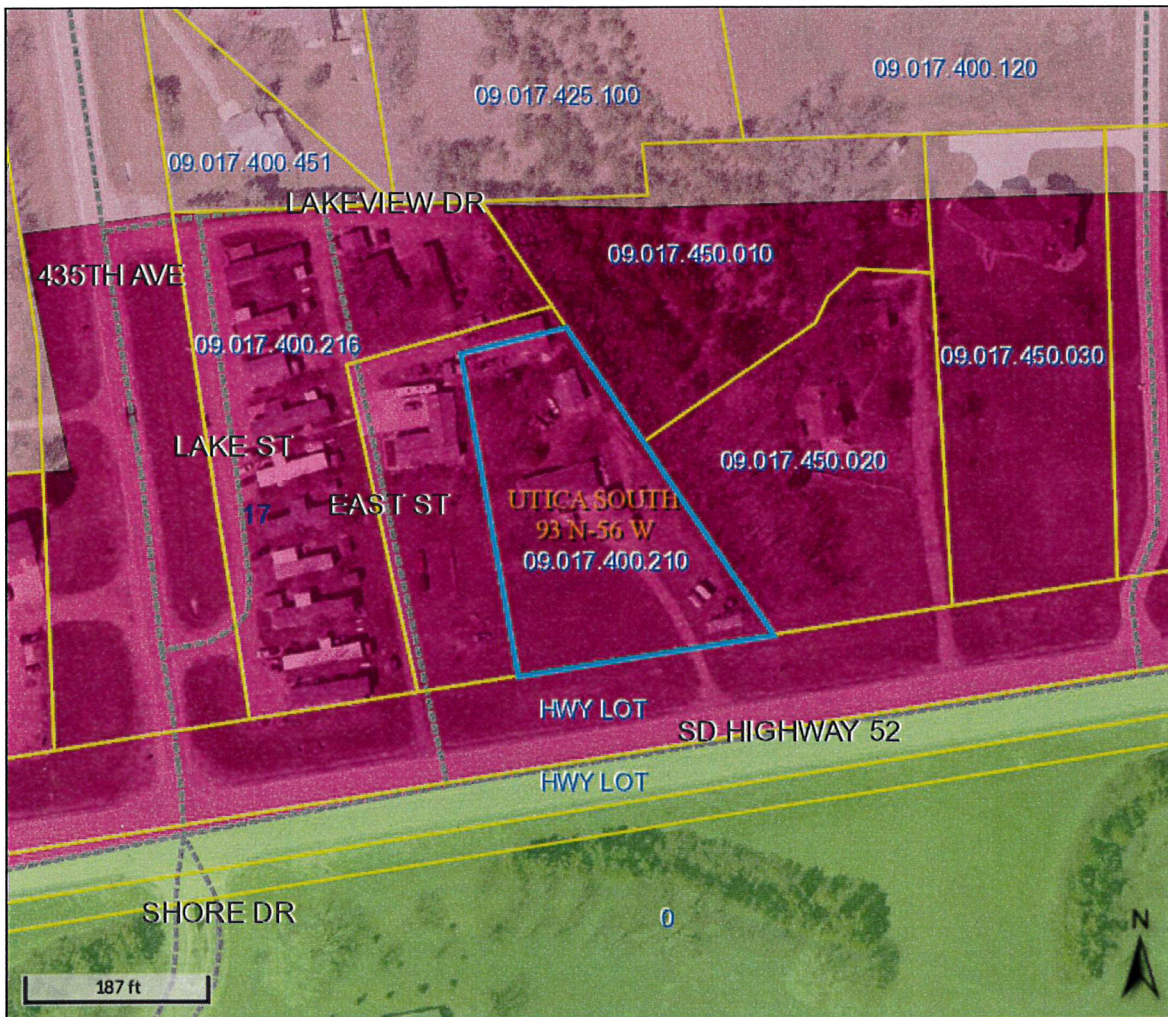 09.017.400.120
09.017.425.100
09.017.400.451
LAKEVIEW DR
09.017.450.010
435TH AVE
09.017.400.216
09.017.450.030
LAKE ST
09.017.450.020
EAST ST
17
UTICA SOUTH
93 N-56 W
09.017.400.210
HWY LOT
SD HIGHWAY 52
HWY LOT
SHORE DR
0
N
187 ft